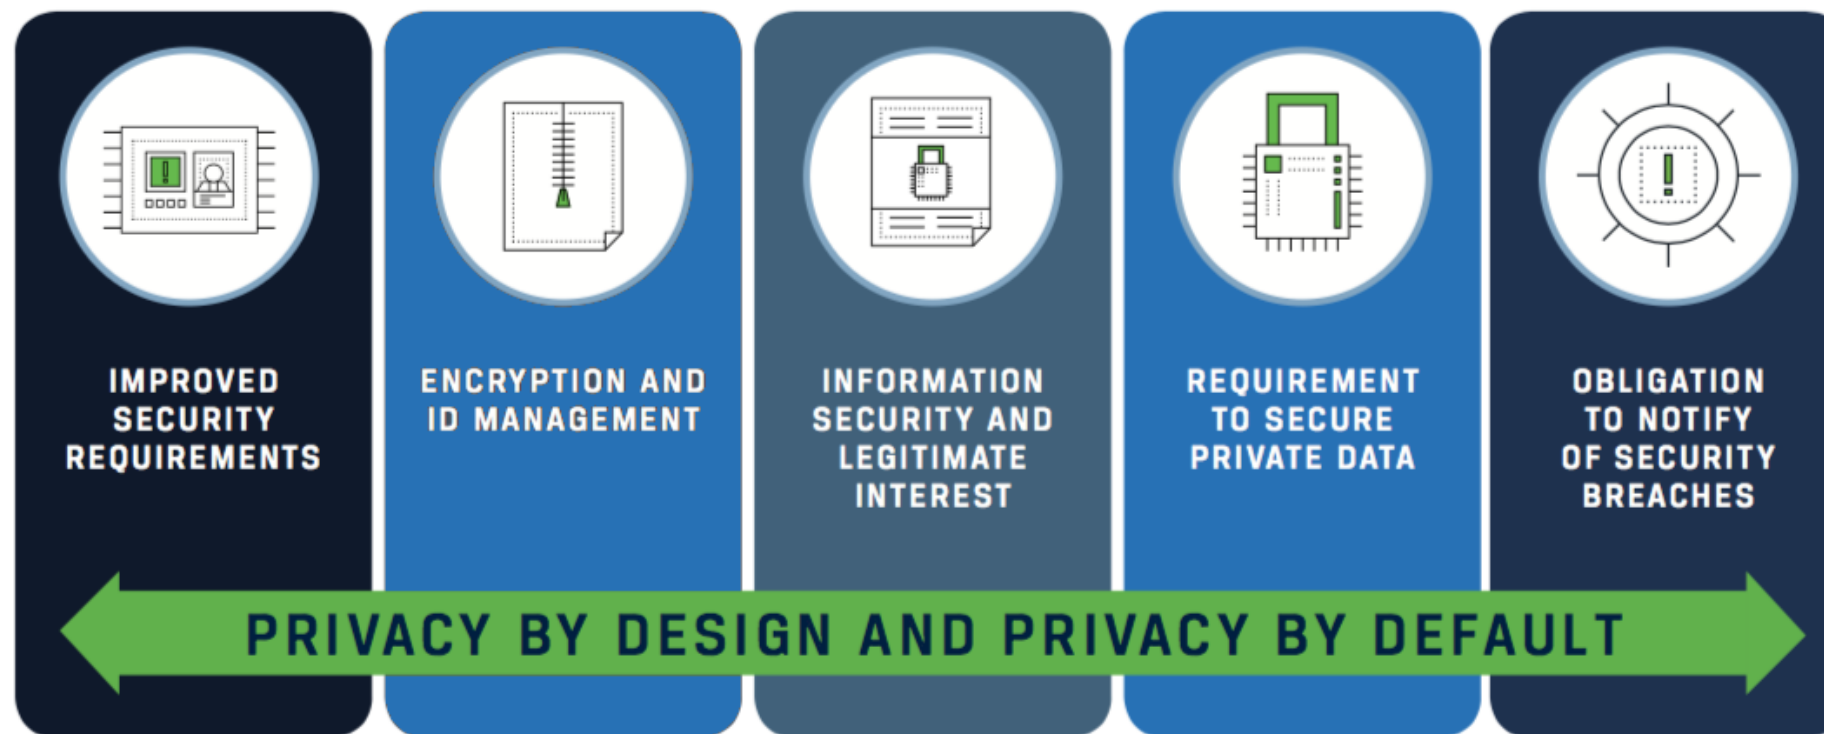 IMPROVED
SECURITY
REQUIREMENTS
ENCRYPTION AND
ID MANAGEMENT
INFORMATION
SECURITY AND
LEGITIMATE
INTEREST
REQUIREMENT
TO SECURE
PRIVATE DATA
OBLIGATION
TO NOTIFY
OF SECURITY
BREACHES
PRIVACY BY DESIGN AND PRIVACY BY DEFAULT